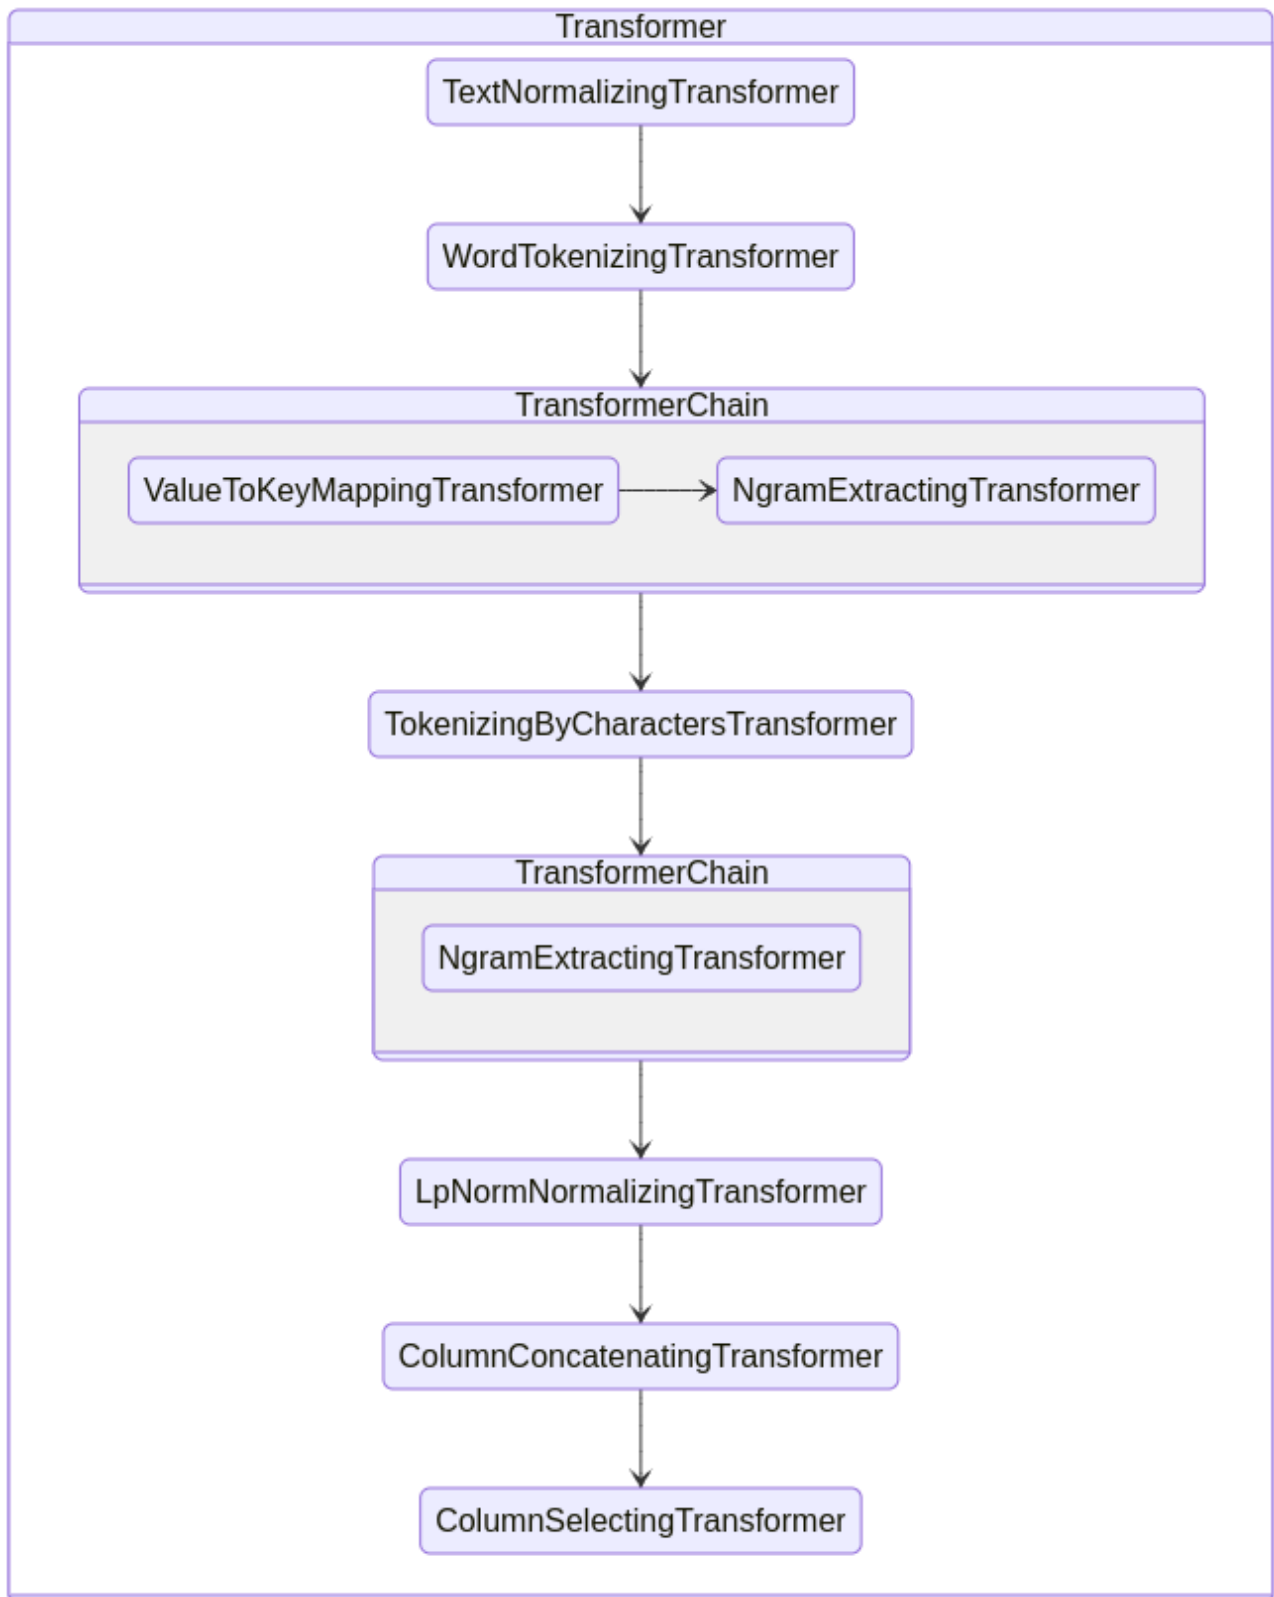 Transformer
TextNormalizingTransformer
WordTokenizingTransformer
TransformerChain
ValueToKeyMappingTransformer
NgramExtractingTransformer
TokenizingByCharactersTransformer
TransformerChain
NgramExtractingTransformer
LpNormNormalizingTransformer
ColumnConcatenatingTransformer
ColumnSelectingTransformer